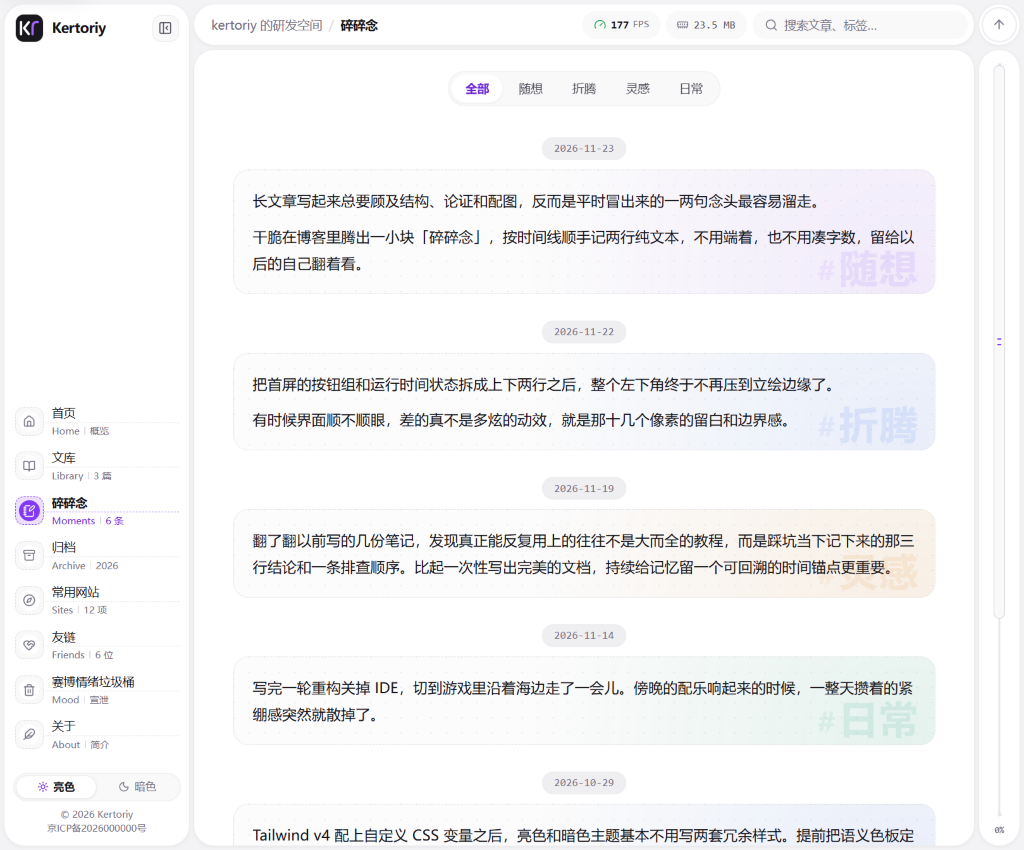 Kertoriy
kertoriy 的研发空间 / 碎碎念
177 FPS
23.5 MB
搜索文章、标签...
全部
随想
折腾
灵感
日常
2026-11-23
长文章写起来总要顾及结构、论证和配图，反而是平时冒出来的一两句念头最容易溜走。
干脆在博客里腾出一小块「碎碎念」，按时间线顺手记两行纯文本，不用端着，也不用凑字数，留给以
后的自己翻着看。
#随想
2026-11-22
把首屏的按钮组和运行时间状态拆成上下两行之后，整个左下角终于不再压到立绘边缘了。
有时候界面顺不顺眼，差的真不是多炫的动效，就是那十几个像素的留白和边界感。
#折腾
2026-11-19
翻了翻以前写的几份笔记，发现真正能反复用上的往往不是大而全的教程，而是踩坑当下记下来的那三
行结论和一条排查顺序。比起一次性写出完美的文档，持续给记忆留一个可回溯的时间锚点更重要。
#灵感
2026-11-14
写完一轮重构关掉 IDE，切到游戏里沿着海边走了一会儿。傍晚的配乐响起来的时候，一整天攒着的紧
绷感突然就散掉了。
#日常
2026-10-29
Tailwind v4 配上自定义 CSS 变量之后，亮色和暗色主题基本不用写两套冗余样式。提前把语义色板定
首页
Home | 概览
文库
Library | 3 篇
碎碎念
Moments | 6 条
归档
Archive | 2026
常用网站
Sites | 12 项
友链
Friends | 6 位
赛博情绪垃圾桶
Mood | 宣泄
关于
About | 简介
亮色
暗色
© 2026 Kertoriy
京ICP备2026000000号
0%